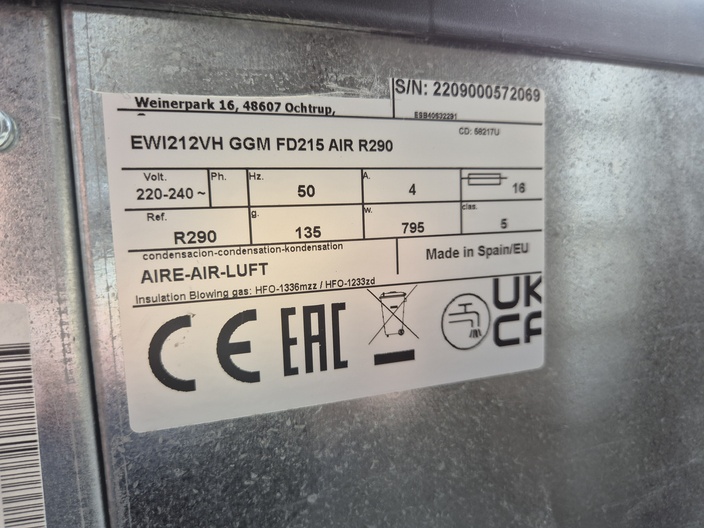 S/N: 2209000572069
Weinerpark 16, 48607 Ochtrup,
ESB40632291
CD: 58217U
EWI212VH GGM FD215 AIR R290
Volt. Ph. Hz. A.
220-240 ~ 50 4 16
Ref. g. w. clas.
R290 135 795 5
condensacion-condensation-kondensation
AIRE-AIR-LUFT
Made in Spain/EU
Insulation Blowing gas: HFO-1336mzz / HFO-1233zd
CE EAC UK
CA